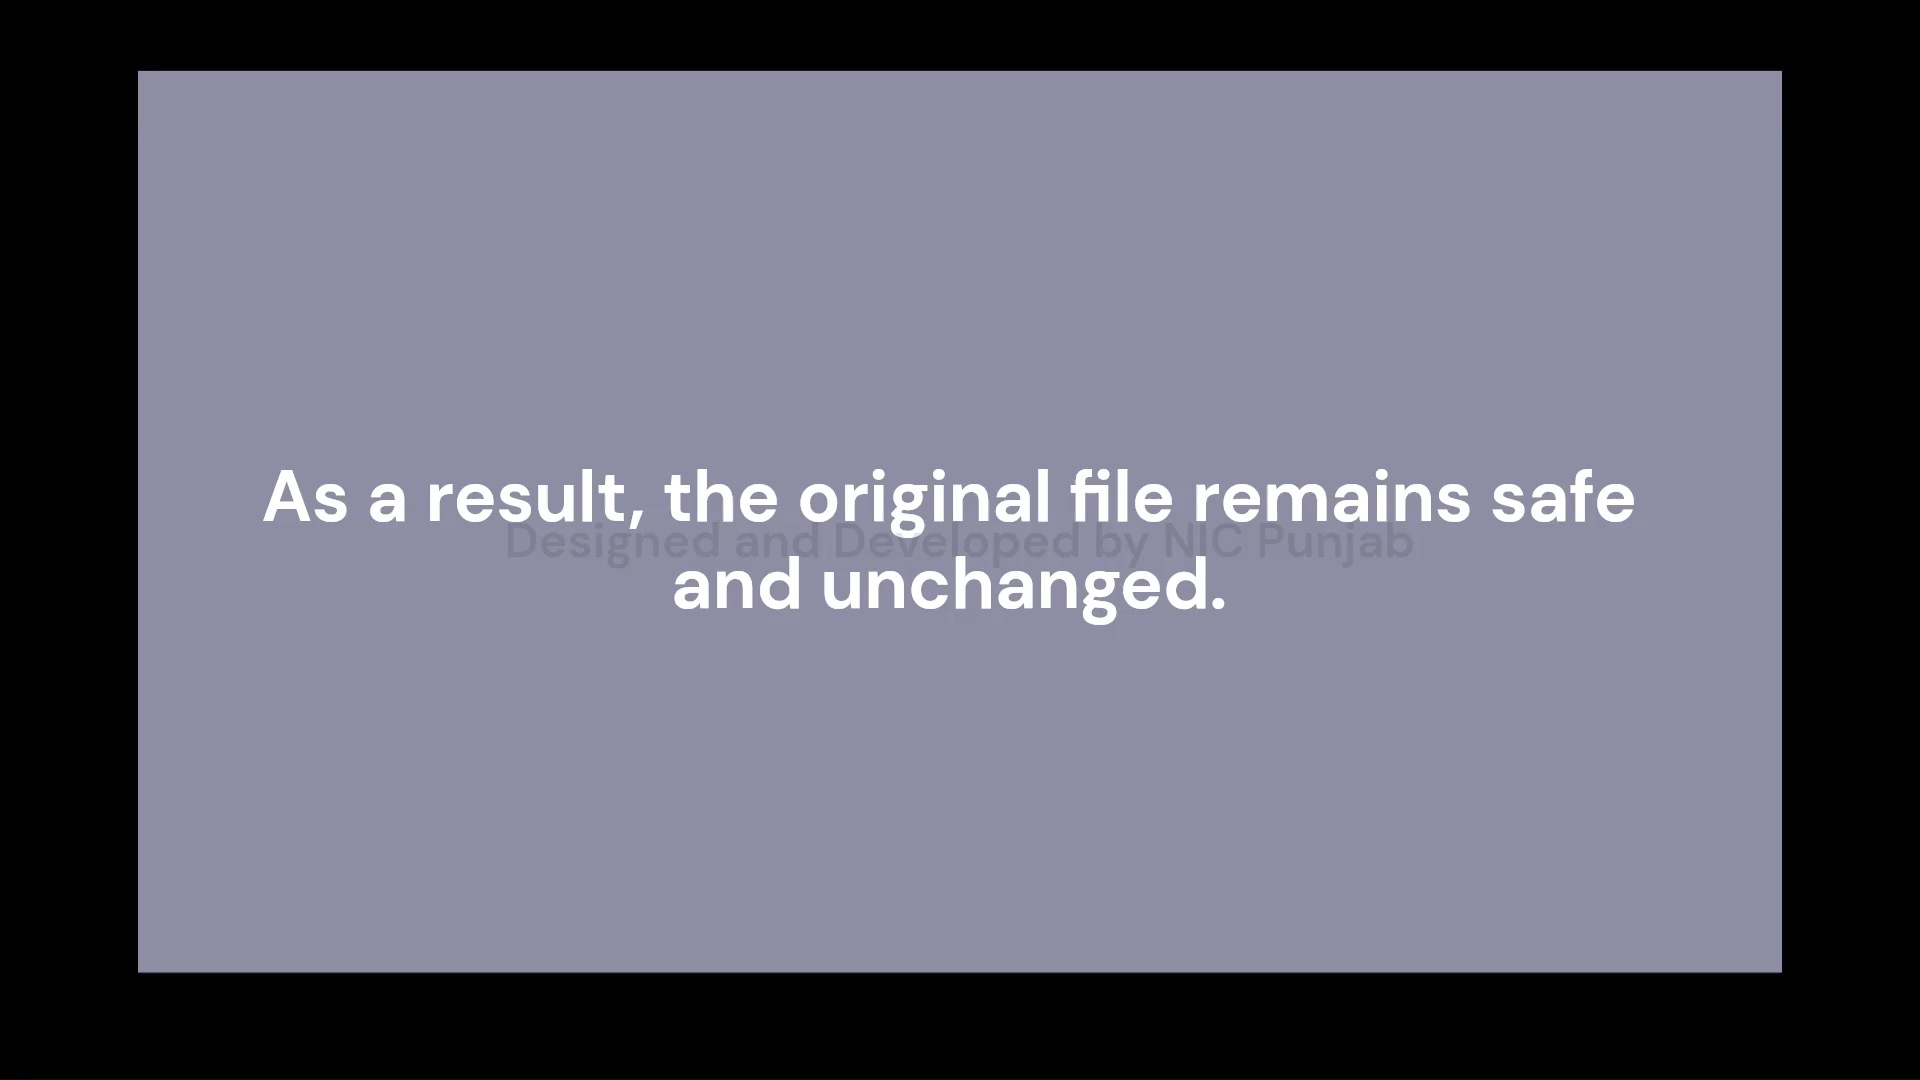 As a result, the original file remains safe
Designed and Developed by NIC Punjab
and unchanged.